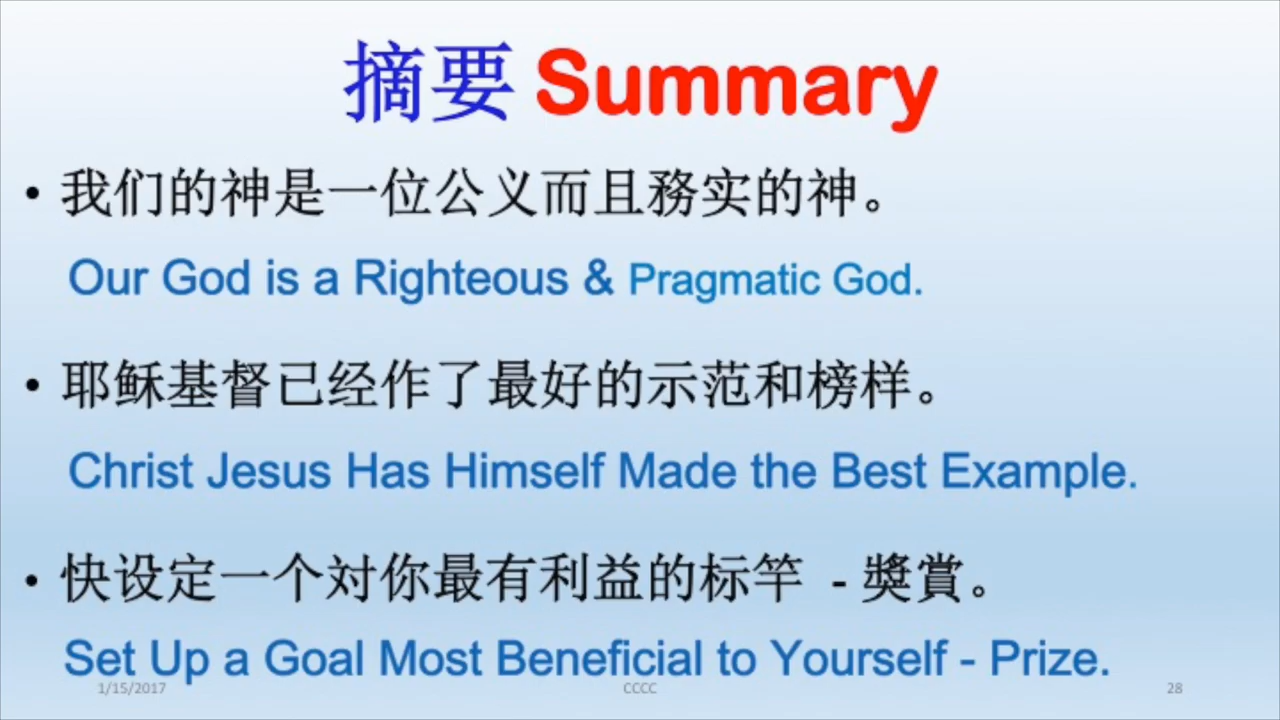 摘要 Summary
• 我们的神是一位公义而且務实的神。
Our God is a Righteous & Pragmatic God.
• 耶稣基督已经作了最好的示范和榜样。
Christ Jesus Has Himself Made the Best Example.
• 快设定一个对你最有利益的标竿 - 獎賞。
Set Up a Goal Most Beneficial to Yourself - Prize.
1/15/2017 CCCC 28